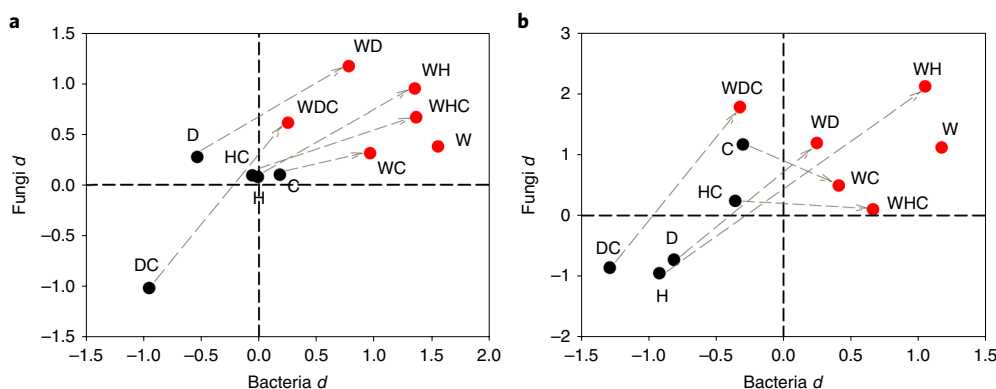 a
1.5
1.0
0.5
0.0
−0.5
−1.0
−1.5
Fungi d
WD
WH
WDC
WHC
D
W
HC
WC
H
C
DC
−1.5 −1.0 −0.5 0.0 0.5 1.0 1.5 2.0
Bacteria d
b
3
2
1
0
−1
−2
Fungi d
WH
WDC
WD
W
C
WC
HC
WHC
D
DC
H
−1.5 −1.0 −0.5 0.0 0.5 1.0 1.5
Bacteria d